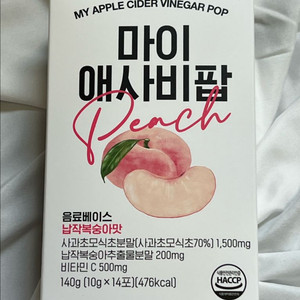 MY APPLE CIDER VINEGAR POP
마이
애사비팝
Peach
음료베이스
납작복숭아맛
사과초모식초분말(사과초모식초70%) 1,500mg
납작복숭아추출물분말 200mg
비타민 C 500mg
140g (10g×14포)(476kcal)
HACCP